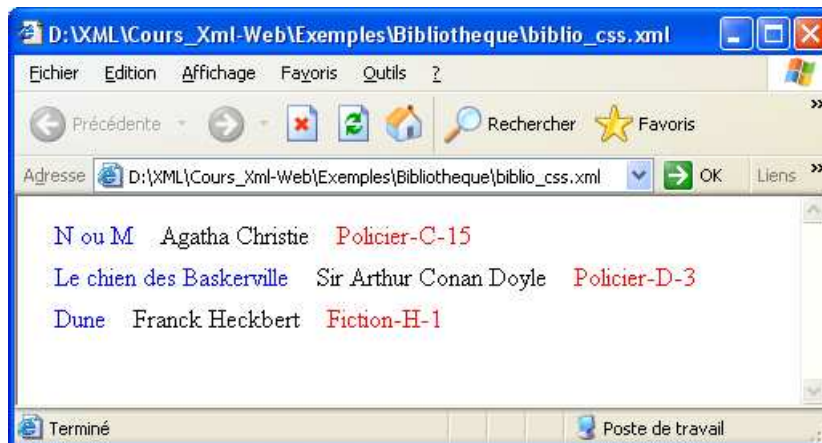 D:\XML\Cours_Xml-Web\Exemples\Bibliotheque\biblio_css.xml
Fichier Edition Affichage Favoris Outils ?
Précédente Rechercher Favoris »
Adresse D:\XML\Cours_Xml-Web\Exemples\Bibliotheque\biblio_css.xml OK Liens »
N ou M Agatha Christie Policier-C-15
Le chien des Baskerville Sir Arthur Conan Doyle Policier-D-3
Dune Franck Heckbert Fiction-H-1
Terminé Poste de travail